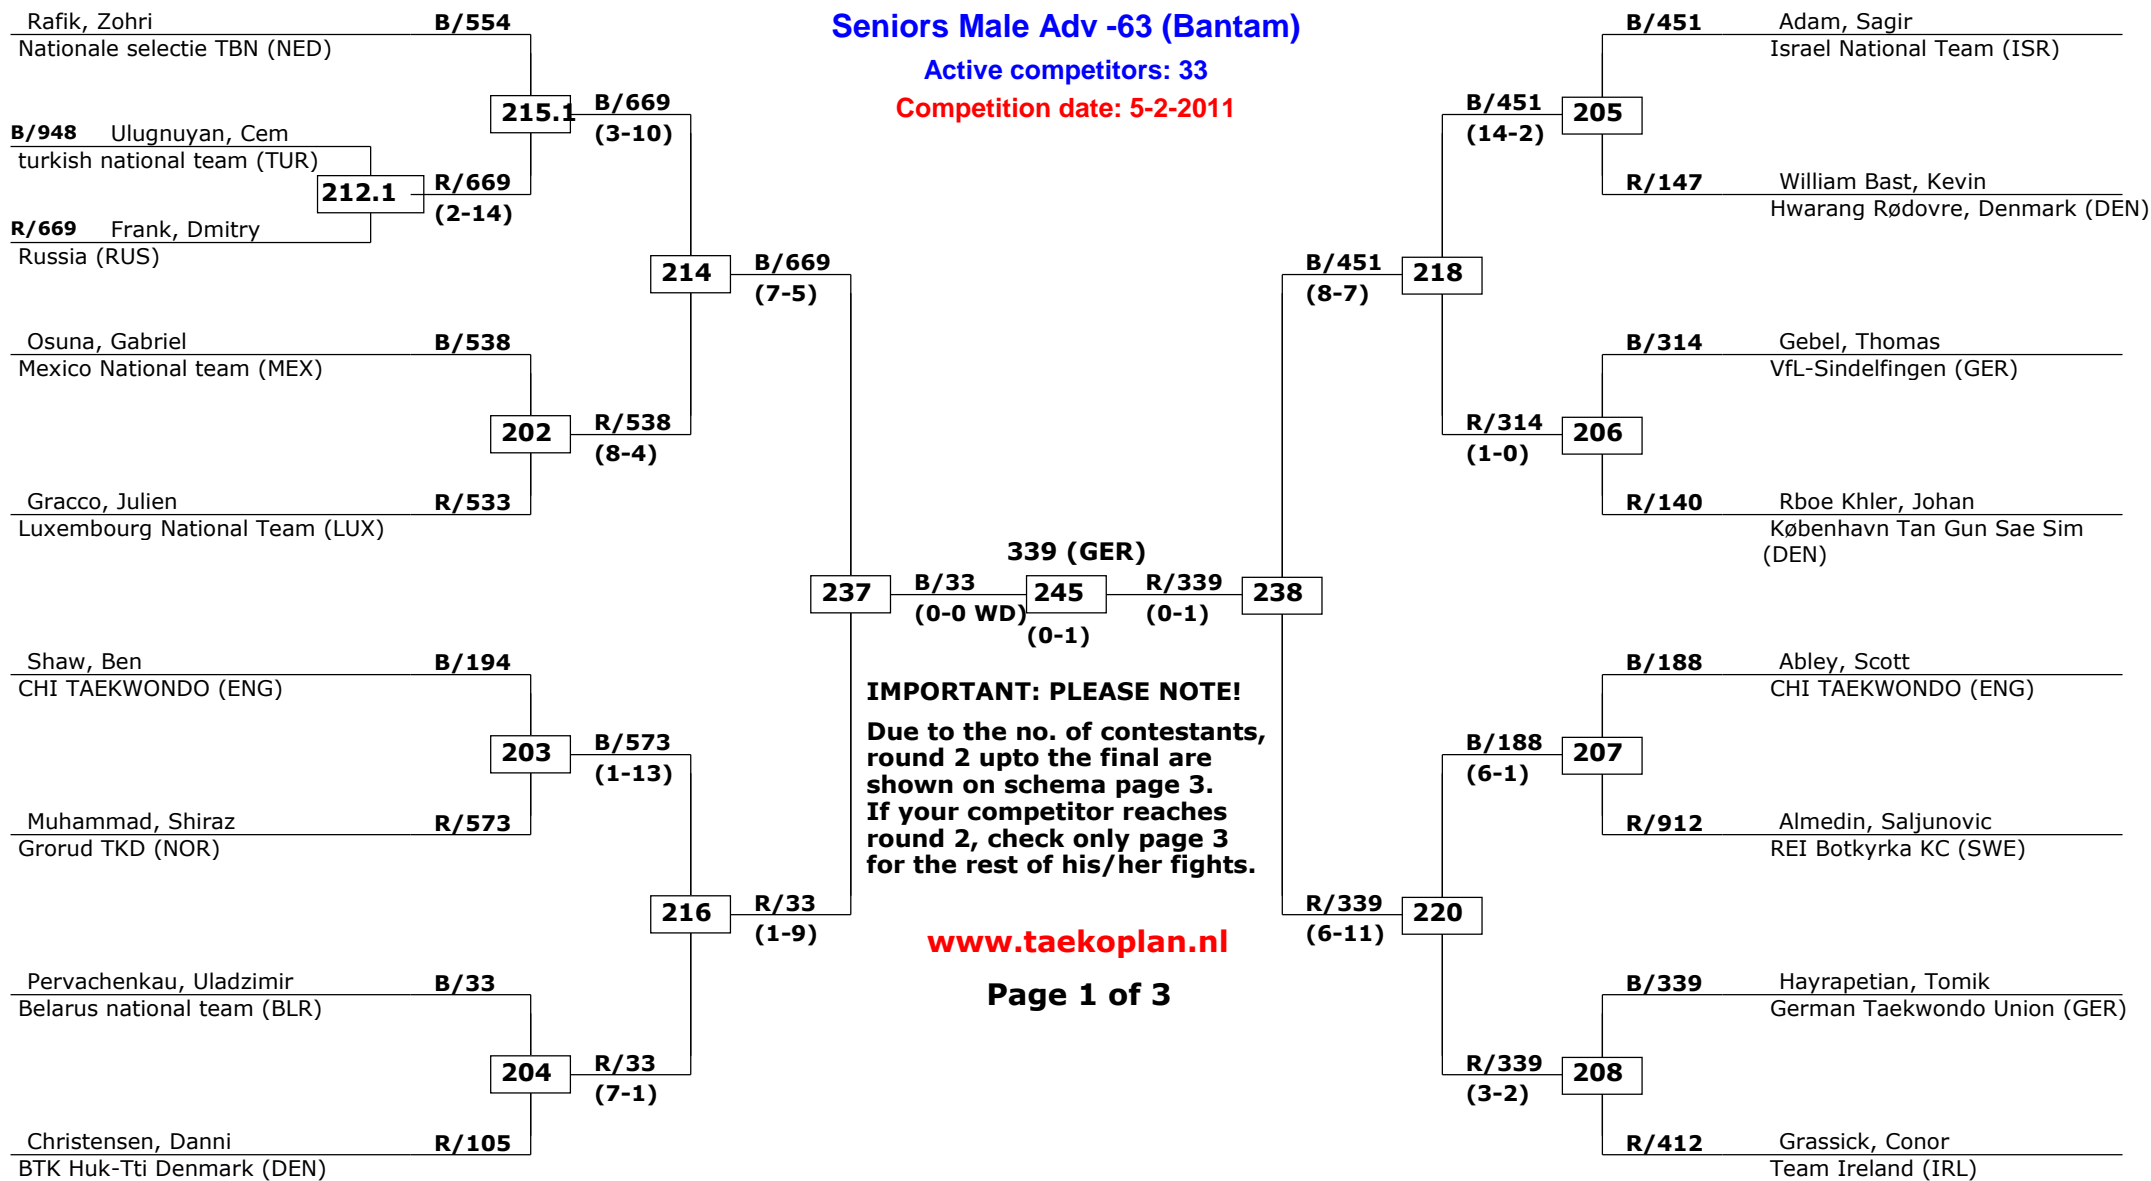 Seniors Male Adv -63 (Bantam)
Active competitors: 33
Competition date: 5-2-2011
Rafik, Zohri B/554
Nationale selectie TBN (NED)
215.1 B/669
(3-10)
B/948 Ulugnuyan, Cem
turkish national team (TUR)
212.1 R/669
(2-14)
R/669 Frank, Dmitry
Russia (RUS)
214 B/669
(7-5)
Osuna, Gabriel B/538
Mexico National team (MEX)
202 R/538
(8-4)
Gracco, Julien R/533
Luxembourg National Team (LUX)
Shaw, Ben B/194
CHI TAEKWONDO (ENG)
203 B/573
(1-13)
Muhammad, Shiraz R/573
Grorud TKD (NOR)
216 R/33
(1-9)
Pervachenkau, Uladzimir B/33
Belarus national team (BLR)
204 R/33
(7-1)
Christensen, Danni R/105
BTK Huk-Tti Denmark (DEN)
339 (GER)
237 B/33 245 R/339 238
(0-0 WD) (0-1)
(0-1)
IMPORTANT: PLEASE NOTE!
Due to the no. of contestants,
round 2 upto the final are
shown on schema page 3.
If your competitor reaches
round 2, check only page 3
for the rest of his/her fights.
www.taekoplan.nl
Page 1 of 3
B/451 Adam, Sagir
Israel National Team (ISR)
B/451 205
(14-2)
R/147 William Bast, Kevin
Hwarang Rødovre, Denmark (DEN)
B/451 218
(8-7)
B/314 Gebel, Thomas
VfL-Sindelfingen (GER)
R/314 206
(1-0)
R/140 Rboe Khler, Johan
København Tan Gun Sae Sim
(DEN)
B/188 Abley, Scott
CHI TAEKWONDO (ENG)
B/188 207
(6-1)
R/912 Almedin, Saljunovic
REI Botkyrka KC (SWE)
R/339 220
(6-11)
B/339 Hayrapetian, Tomik
German Taekwondo Union (GER)
R/339 208
(3-2)
R/412 Grassick, Conor
Team Ireland (IRL)